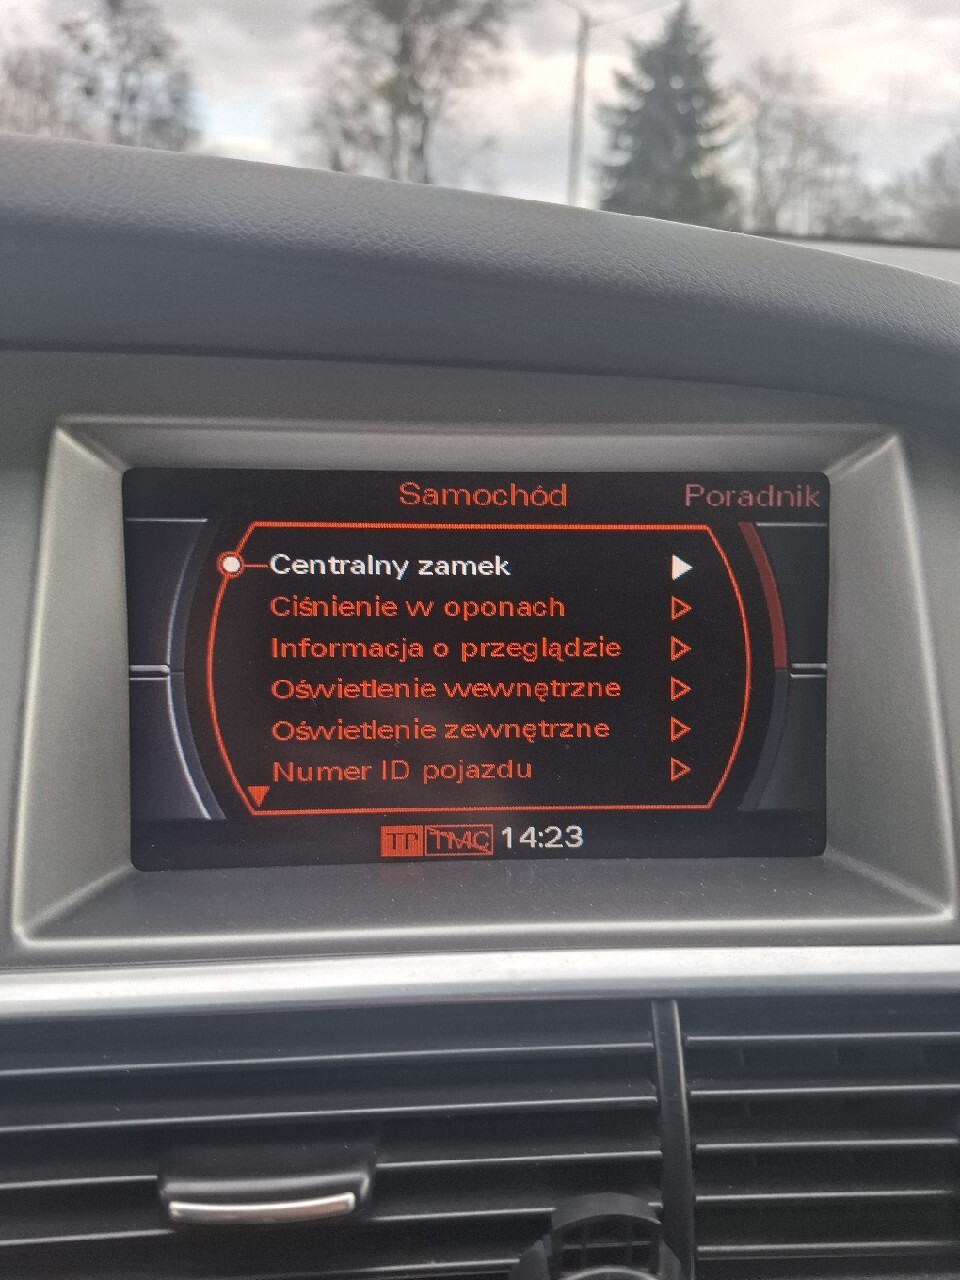 Samochód Poradnik
Centralny zamek
Ciśnienie w oponach
Informacja o przeglądzie
Oświetlenie wewnętrzne
Oświetlenie zewnętrzne
Numer ID pojazdu
TP TMC 14:23